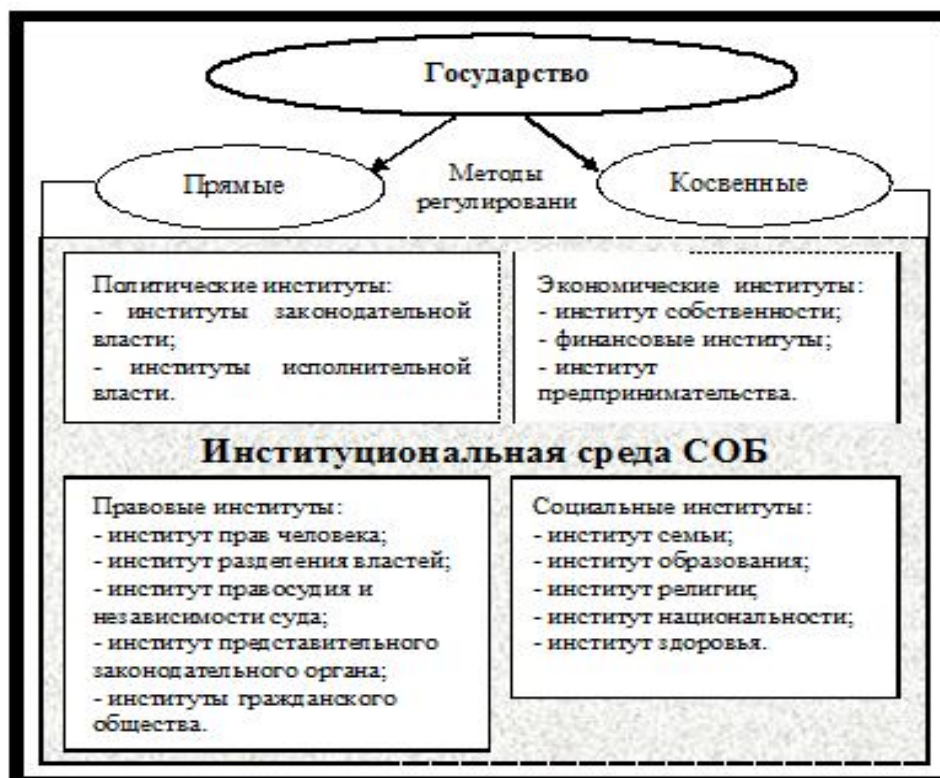 Государство
Прямые
Методы
регулировани
Косвенные
Политические институты:
- институты законодательной
власти;
- институты исполнительной
власти.
Экономические институты:
- институт собственности;
- финансовые институты;
- институт
предпринимательства.
Институциональная среда СОБ
Правовые институты:
- институт прав человека;
- институт разделения властей;
- институт правосудия и
независимости суда;
- институт представительного
законодательного органа;
- институты гражданского
общества.
Социальные институты:
- институт семьи;
- институт образования;
- институт религии;
- институт национальности;
- институт здоровья.